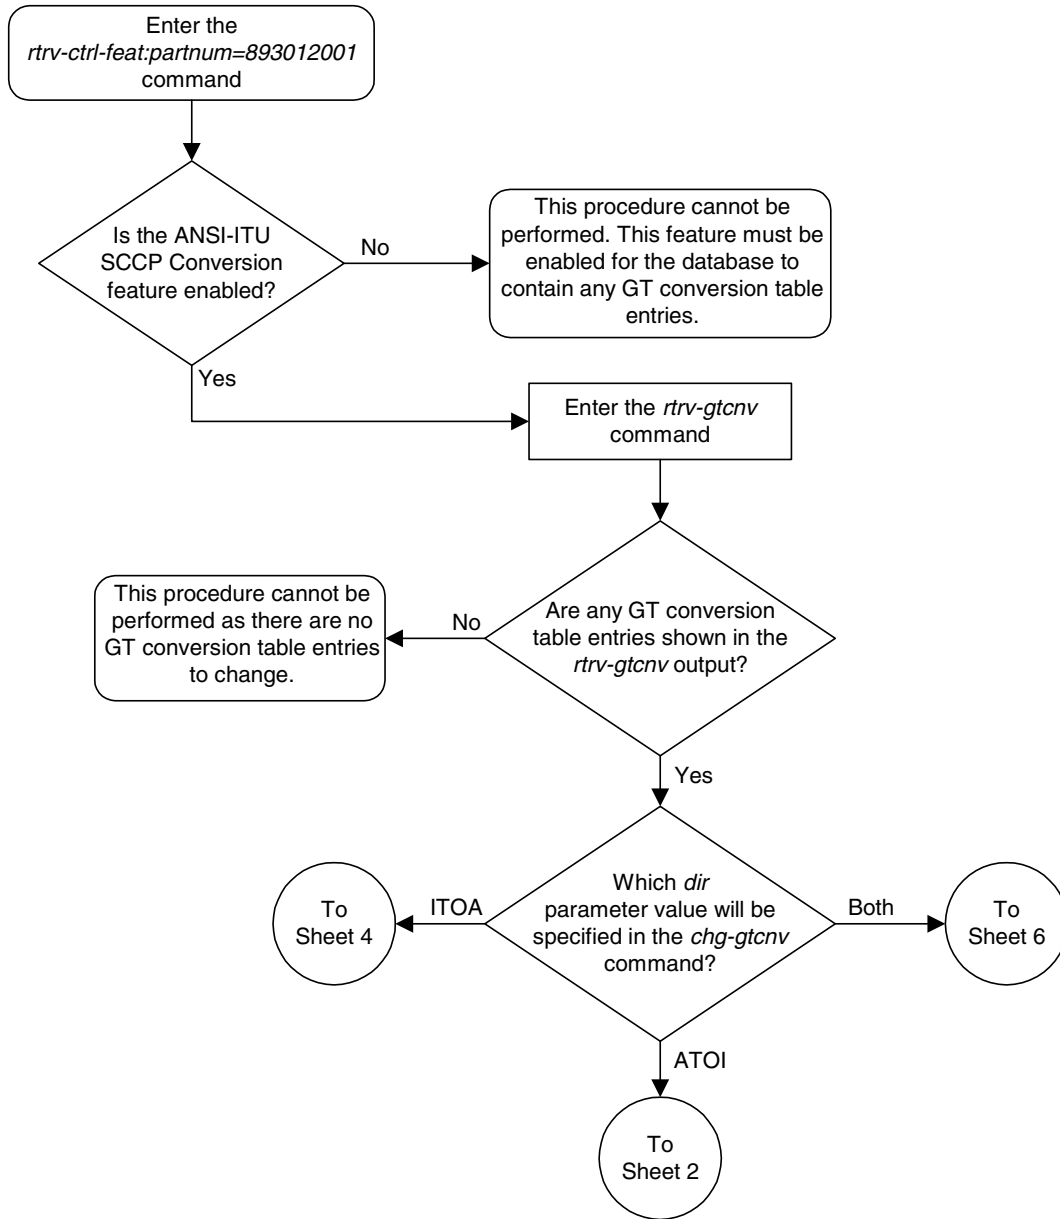 Enter the
rtrv-ctrl-feat:partnum=893012001
command
Is the ANSI-ITU
SCCP Conversion
feature enabled?
No
This procedure cannot be
performed. This feature must be
enabled for the database to
contain any GT conversion table
entries.
Yes
Enter the rtrv-gtcnv
command
Are any GT conversion
table entries shown in the
rtrv-gtcnv output?
No
This procedure cannot be
performed as there are no
GT conversion table entries
to change.
Yes
Which dir
parameter value will be
specified in the chg-gtcnv
command?
ITOA
To
Sheet 4
Both
To
Sheet 6
ATOI
To
Sheet 2